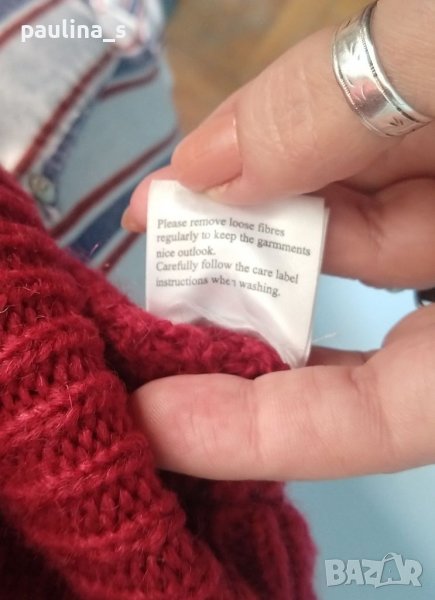 paulina_s
Please remove loose fibres
regularly to keep the garmments
nice outlook.
Carefully follow the care label
instructions when washing.
BAZAR